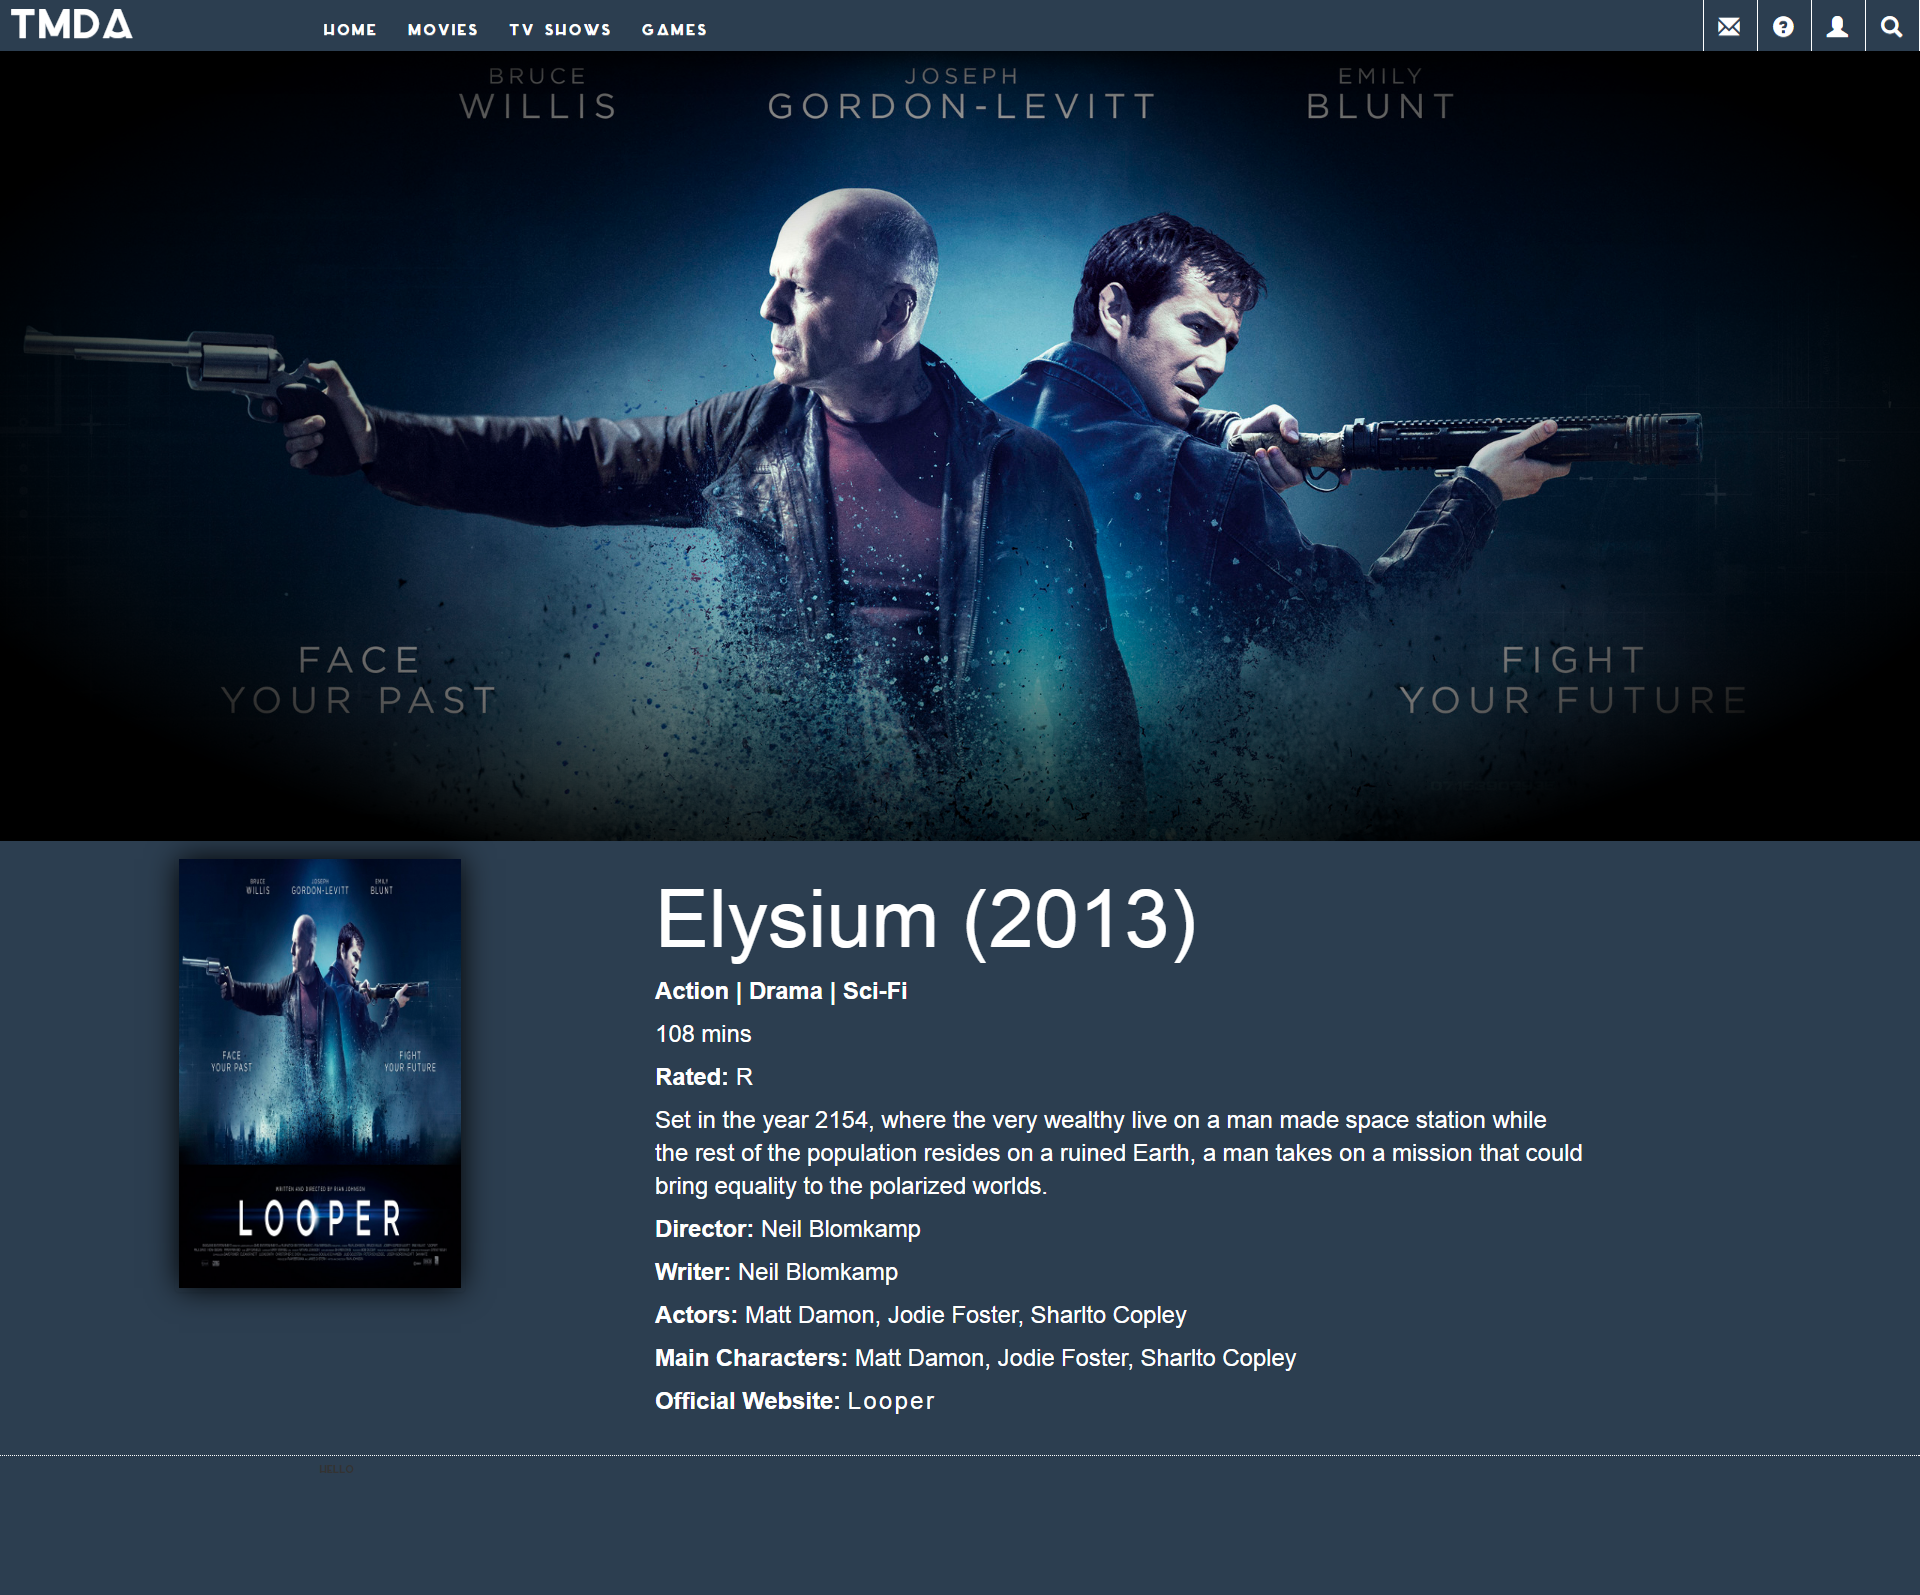 TMDA
HOME MOVIES TV SHOWS GAMES
BRUCE WILLIS
JOSEPH GORDON-LEVITT
EMILY BLUNT
FACE YOUR PAST
FIGHT YOUR FUTURE
BRUCE WILLIS
JOSEPH GORDON-LEVITT
EMILY BLUNT
FACE YOUR PAST
FIGHT YOUR FUTURE
WRITTEN AND DIRECTED BY RIAN JOHNSON
LOOPER
Elysium (2013)
Action | Drama | Sci-Fi
108 mins
Rated: R
Set in the year 2154, where the very wealthy live on a man made space station while
the rest of the population resides on a ruined Earth, a man takes on a mission that could
bring equality to the polarized worlds.
Director: Neil Blomkamp
Writer: Neil Blomkamp
Actors: Matt Damon, Jodie Foster, Sharlto Copley
Main Characters: Matt Damon, Jodie Foster, Sharlto Copley
Official Website: Looper
HELLO